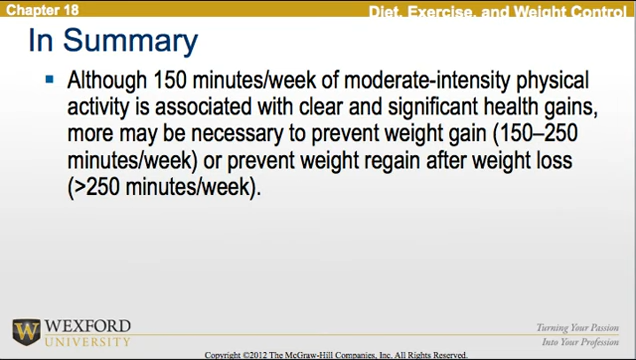 Chapter 18
Diet, Exercise, and Weight Control
In Summary
Although 150 minutes/week of moderate-intensity physical
activity is associated with clear and significant health gains,
more may be necessary to prevent weight gain (150–250
minutes/week) or prevent weight regain after weight loss
(>250 minutes/week).
WEXFORD
UNIVERSITY
Turning Your Passion
Into Your Profession
Copyright ©2012 The McGraw-Hill Companies, Inc. All Rights Reserved.